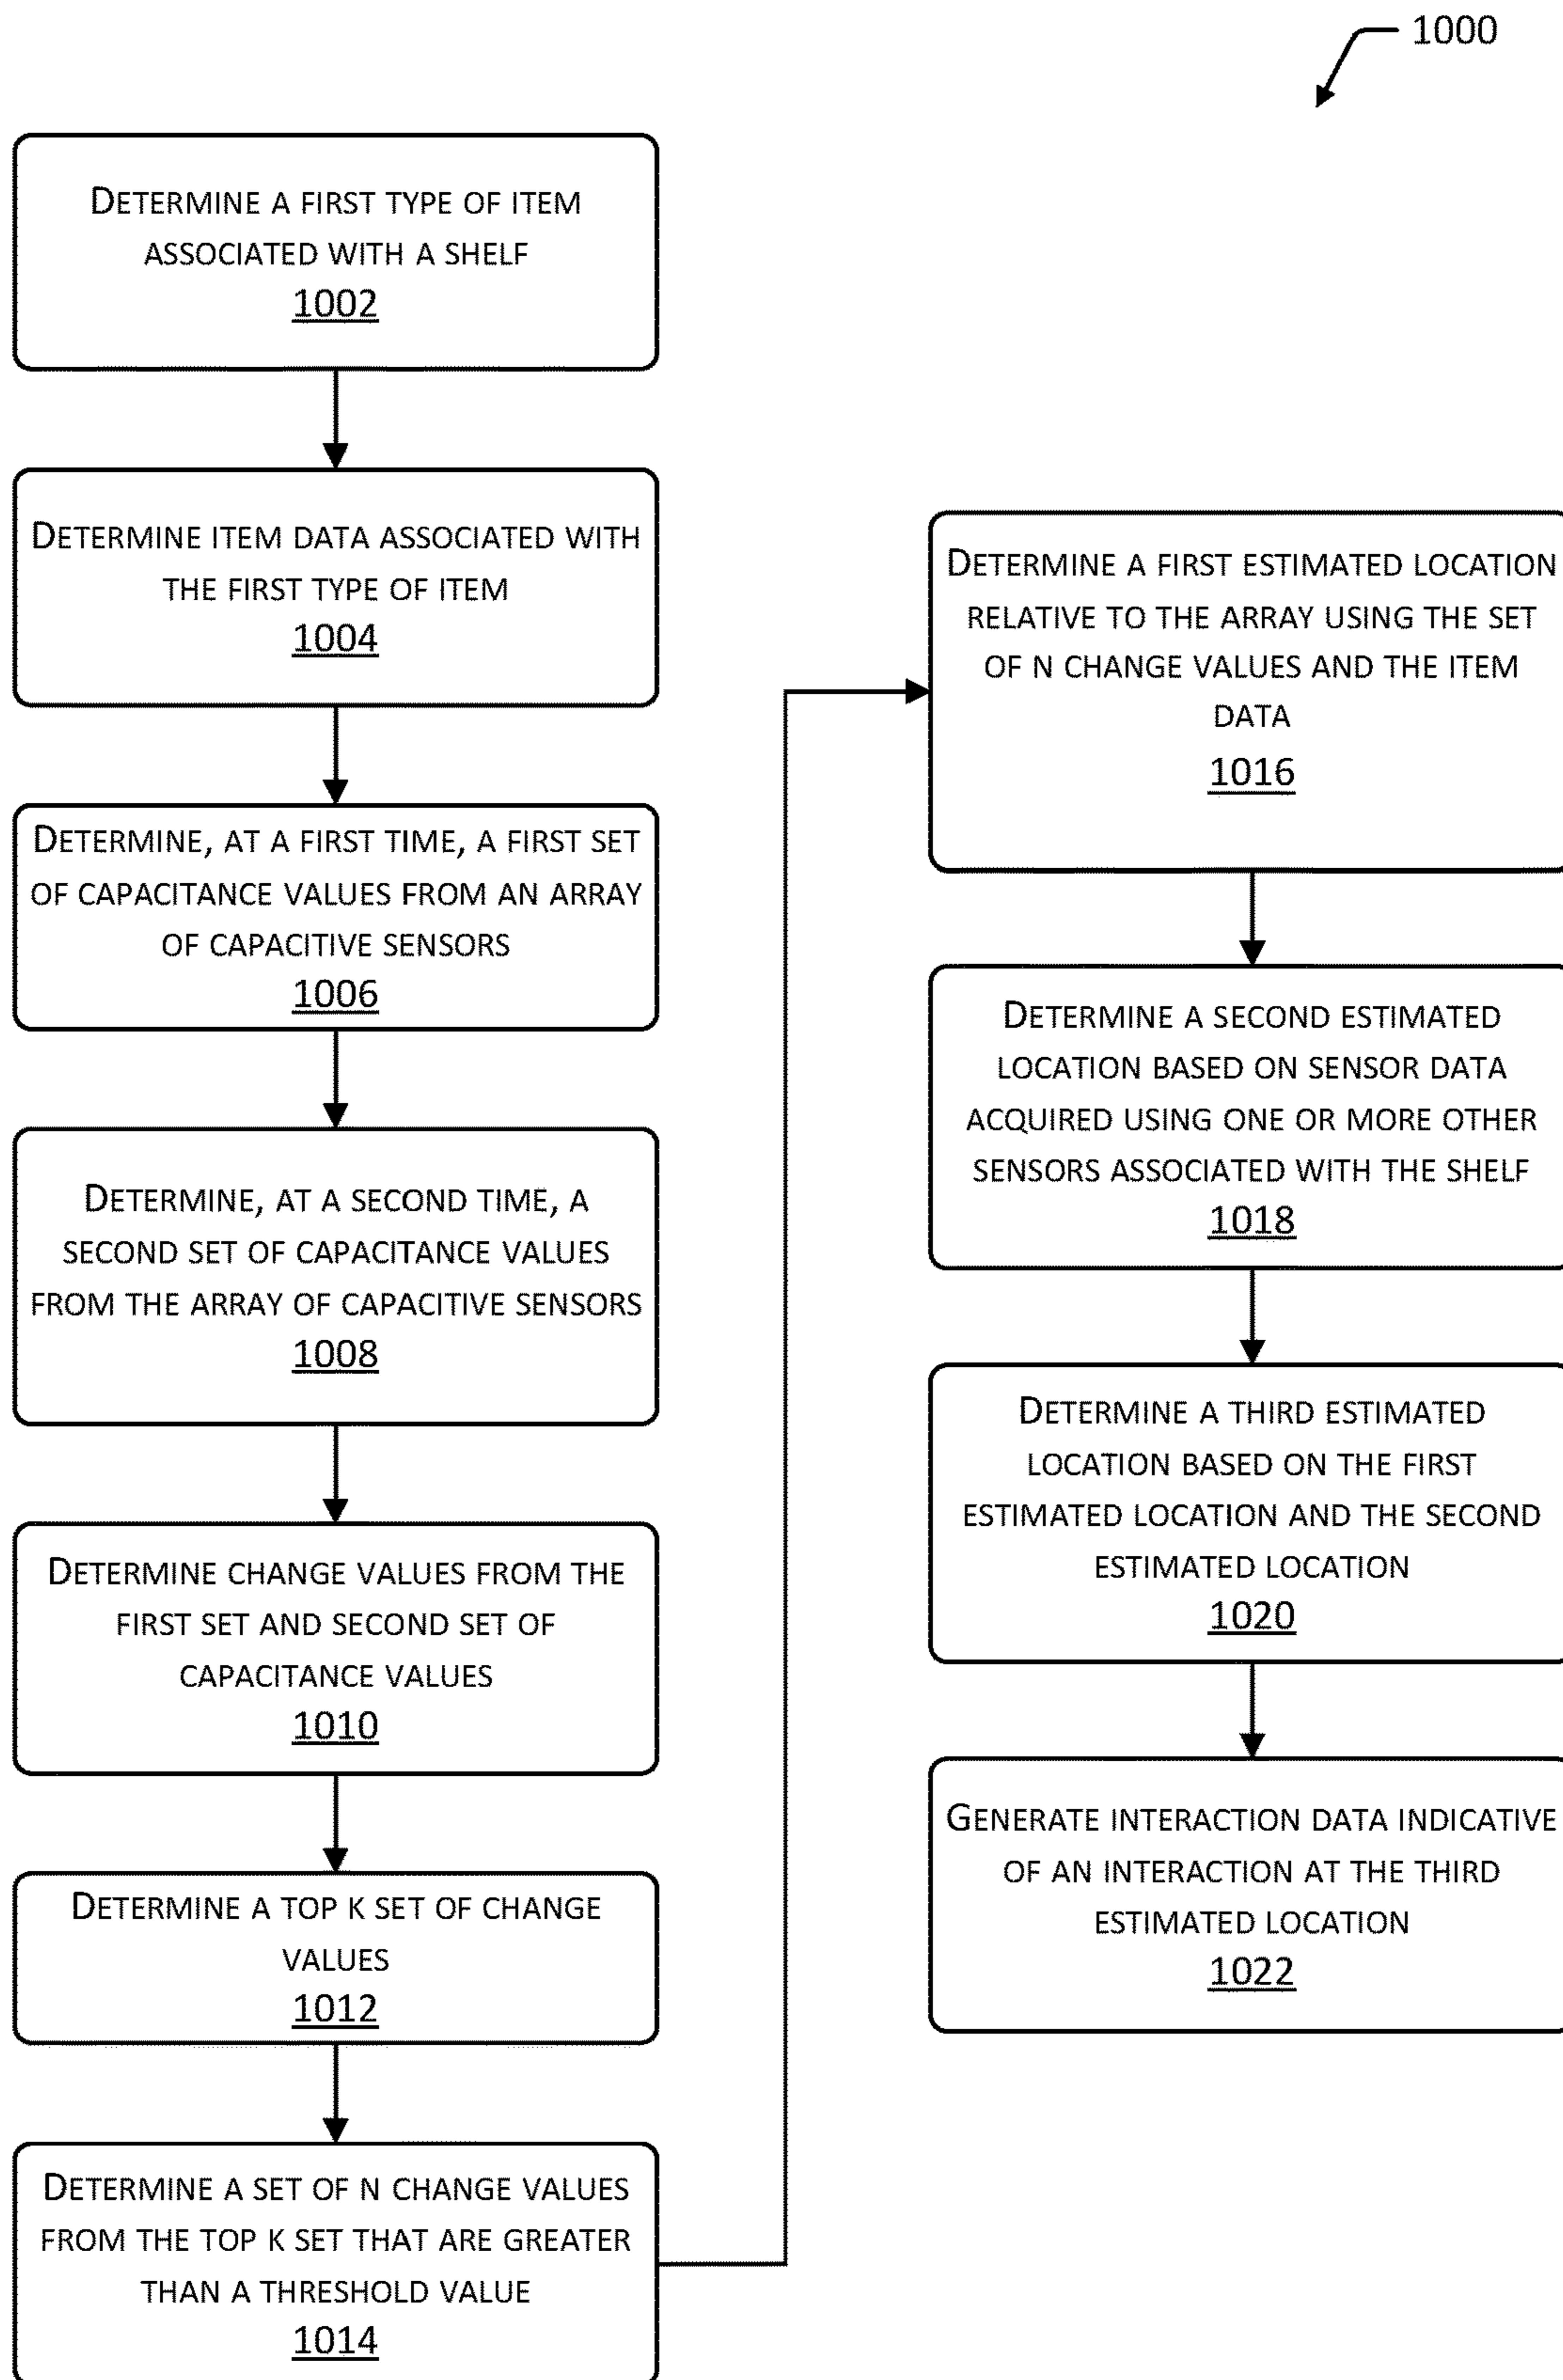 1000
DETERMINE A FIRST TYPE OF ITEM
ASSOCIATED WITH A SHELF
1002
DETERMINE ITEM DATA ASSOCIATED WITH
THE FIRST TYPE OF ITEM
1004
DETERMINE, AT A FIRST TIME, A FIRST SET
OF CAPACITANCE VALUES FROM AN ARRAY
OF CAPACITIVE SENSORS
1006
DETERMINE, AT A SECOND TIME, A
SECOND SET OF CAPACITANCE VALUES
FROM THE ARRAY OF CAPACITIVE SENSORS
1008
DETERMINE CHANGE VALUES FROM THE
FIRST SET AND SECOND SET OF
CAPACITANCE VALUES
1010
DETERMINE A TOP K SET OF CHANGE
VALUES
1012
DETERMINE A SET OF N CHANGE VALUES
FROM THE TOP K SET THAT ARE GREATER
THAN A THRESHOLD VALUE
1014
DETERMINE A FIRST ESTIMATED LOCATION
RELATIVE TO THE ARRAY USING THE SET
OF N CHANGE VALUES AND THE ITEM
DATA
1016
DETERMINE A SECOND ESTIMATED
LOCATION BASED ON SENSOR DATA
ACQUIRED USING ONE OR MORE OTHER
SENSORS ASSOCIATED WITH THE SHELF
1018
DETERMINE A THIRD ESTIMATED
LOCATION BASED ON THE FIRST
ESTIMATED LOCATION AND THE SECOND
ESTIMATED LOCATION
1020
GENERATE INTERACTION DATA INDICATIVE
OF AN INTERACTION AT THE THIRD
ESTIMATED LOCATION
1022